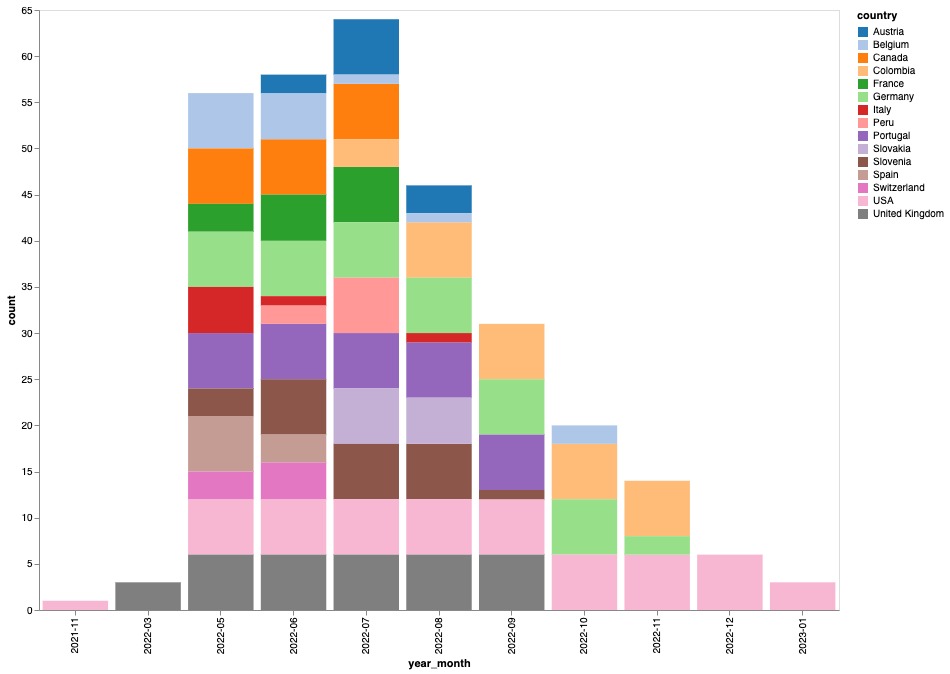 65
60
55
50
45
40
35
30
25
20
15
10
5
0
count
2021-11
2022-03
2022-05
2022-06
2022-07
2022-08
2022-09
2022-10
2022-11
2022-12
2023-01
year_month
country
Austria
Belgium
Canada
Colombia
France
Germany
Italy
Peru
Portugal
Slovakia
Slovenia
Spain
Switzerland
USA
United Kingdom